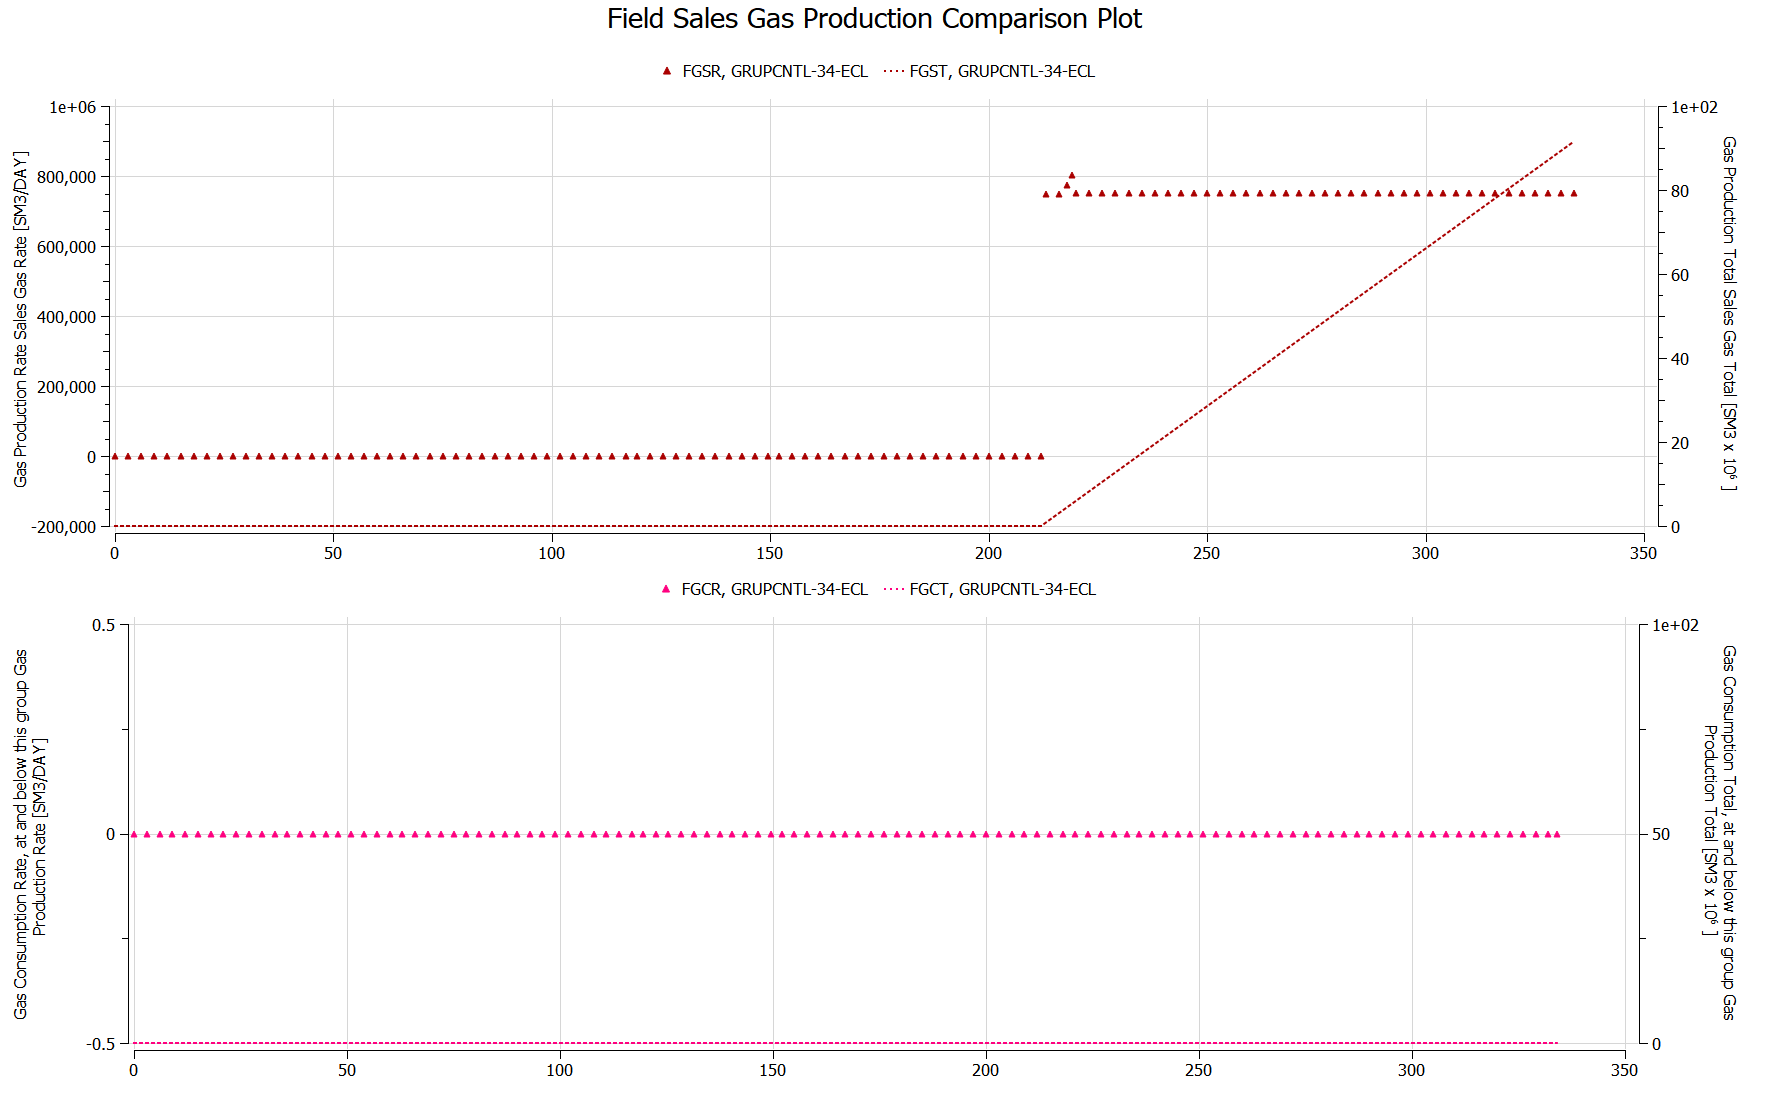 Field Sales Gas Production Comparison Plot
FGSR, GRUPCNTL-34-ECL FGST, GRUPCNTL-34-ECL
Gas Production Rate Sales Gas Rate [SM3/DAY]
1e+06
800,000
600,000
400,000
200,000
0
-200,000
1e+02
80
60
40
20
0
Gas Production Total Sales Gas Total [SM3 x 10⁶ ]
0 50 100 150 200 250 300 350
FGCR, GRUPCNTL-34-ECL FGCT, GRUPCNTL-34-ECL
Gas Consumption Rate, at and below this group Gas
Production Rate [SM3/DAY]
0.5
0
-0.5
1e+02
50
0
Gas Consumption Total, at and below this group Gas
Production Total [SM3 x 10⁶ ]
0 50 100 150 200 250 300 350